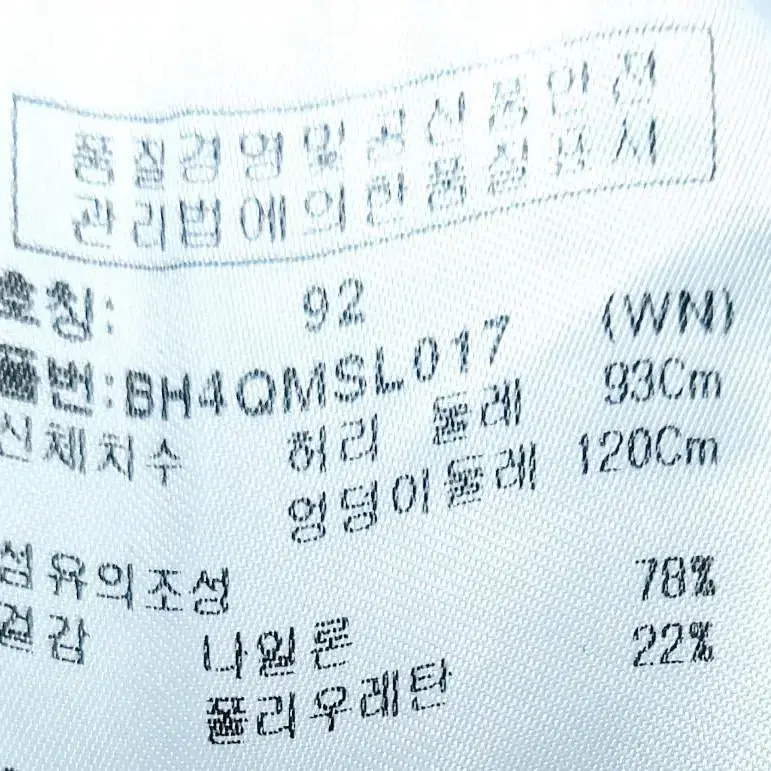 품질경영 및 공산품안전
관리법에 의한 품질표시
호칭: 92 (WN)
품번:BH4QMSL017
신체치수 허리 둘레 93Cm
엉덩이둘레 120Cm
섬유의조성
겉감 나일론 78%
폴리우레탄 22%